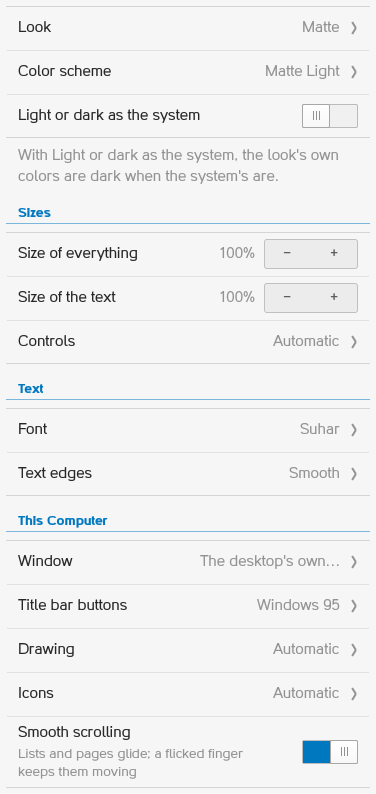 Look Matte
Color scheme Matte Light
Light or dark as the system
With Light or dark as the system, the look's own
colors are dark when the system's are.
Sizes
Size of everything 100% − +
Size of the text 100% − +
Controls Automatic
Text
Font Suhar
Text edges Smooth
This Computer
Window The desktop's own…
Title bar buttons Windows 95
Drawing Automatic
Icons Automatic
Smooth scrolling
Lists and pages glide; a flicked finger
keeps them moving